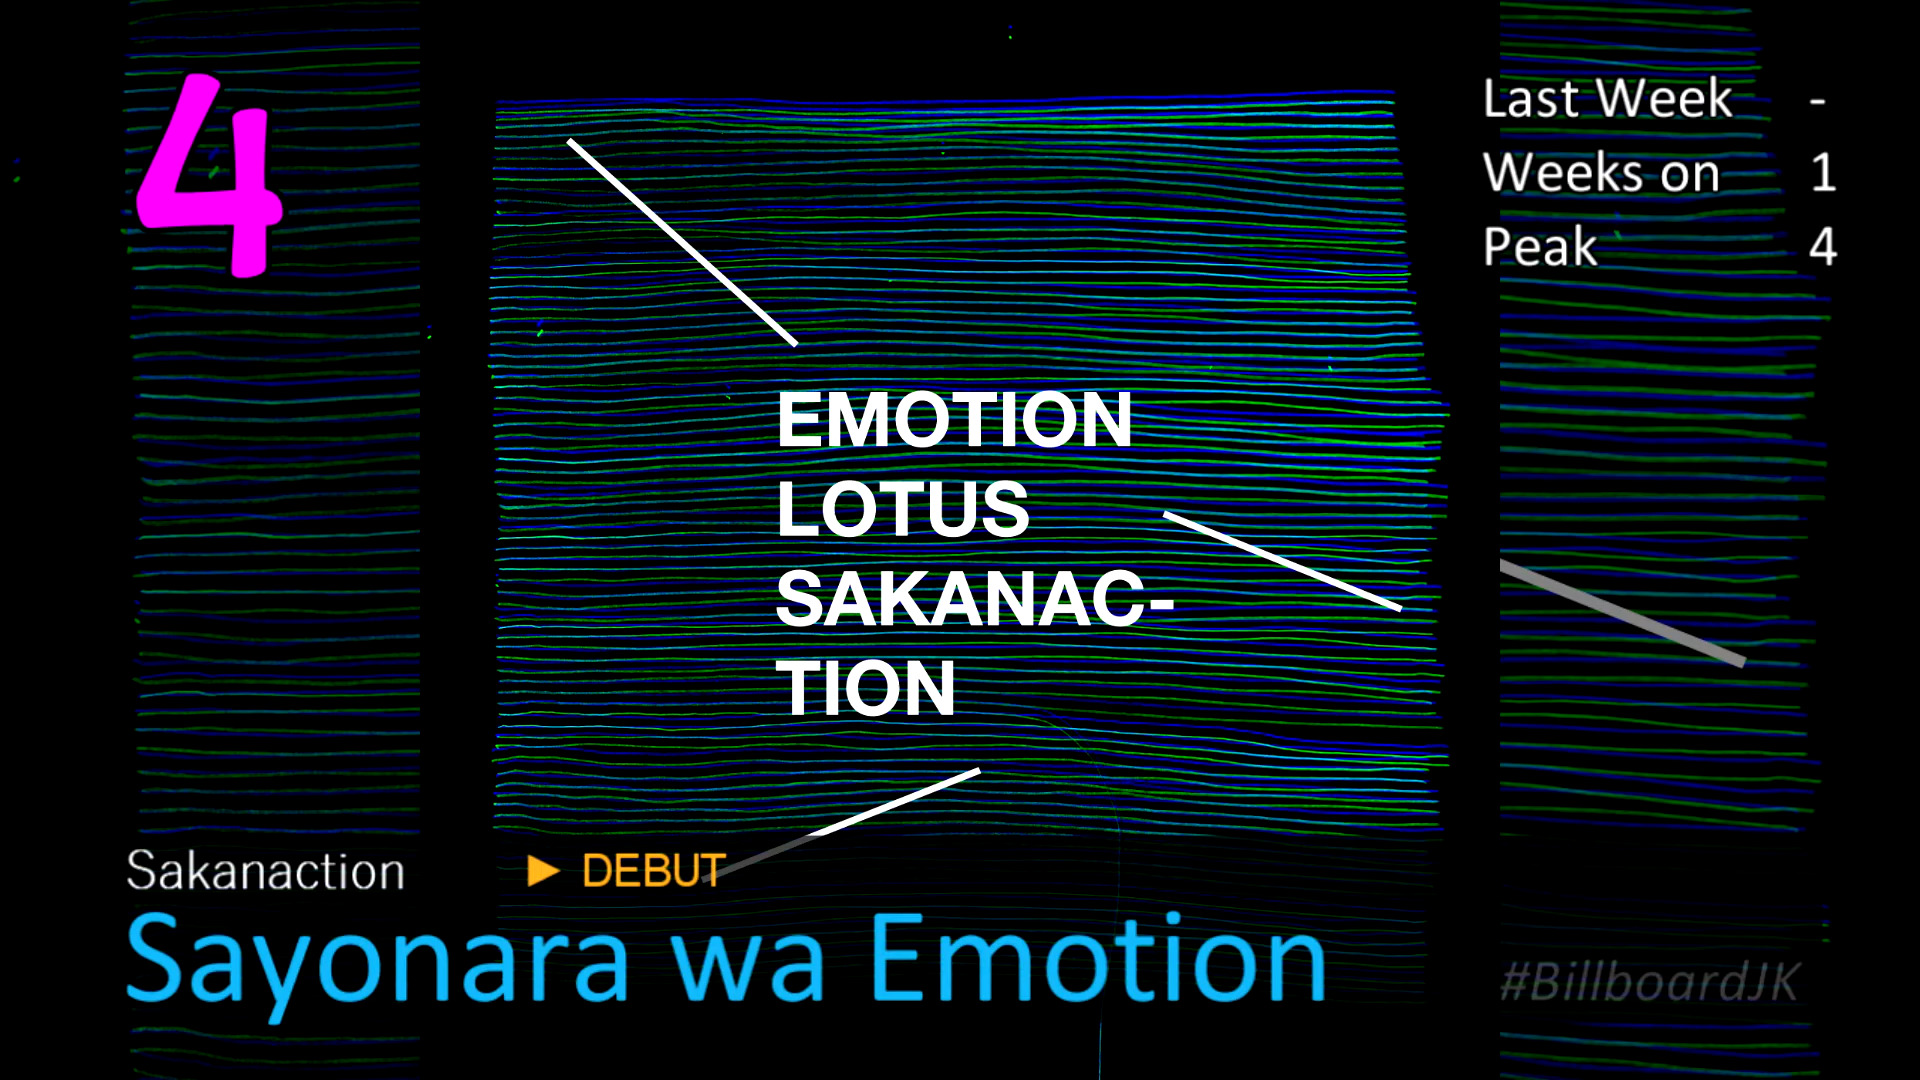 4
Last Week -
Weeks on 1
Peak 4
EMOTION
LOTUS
SAKANAC-
TION
Sakanaction ► DEBUT
Sayonara wa Emotion
#BillboardJK